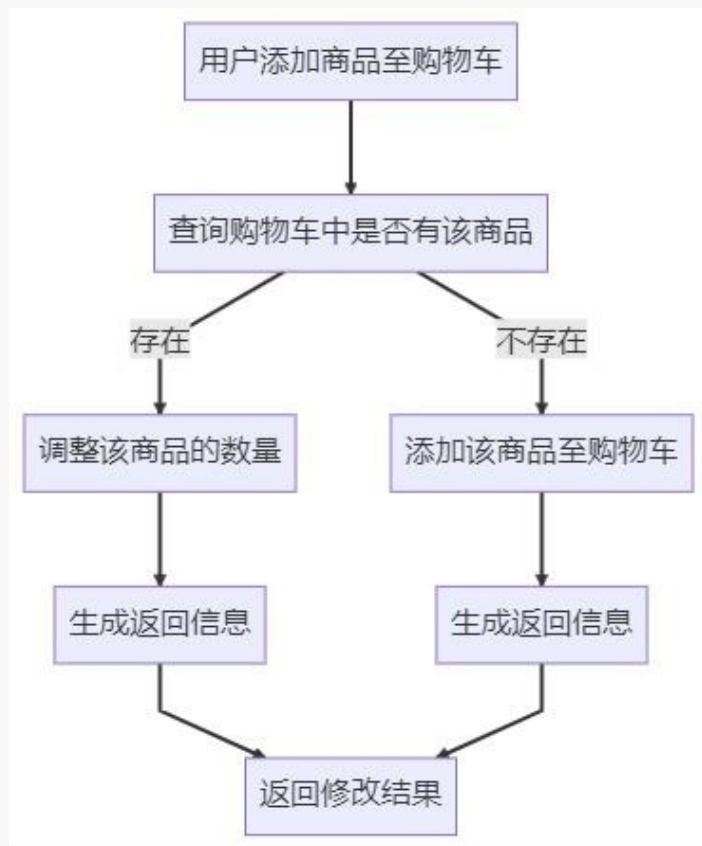 用户添加商品至购物车
查询购物车中是否有该商品
存在
不存在
调整该商品的数量
添加该商品至购物车
生成返回信息
生成返回信息
返回修改结果